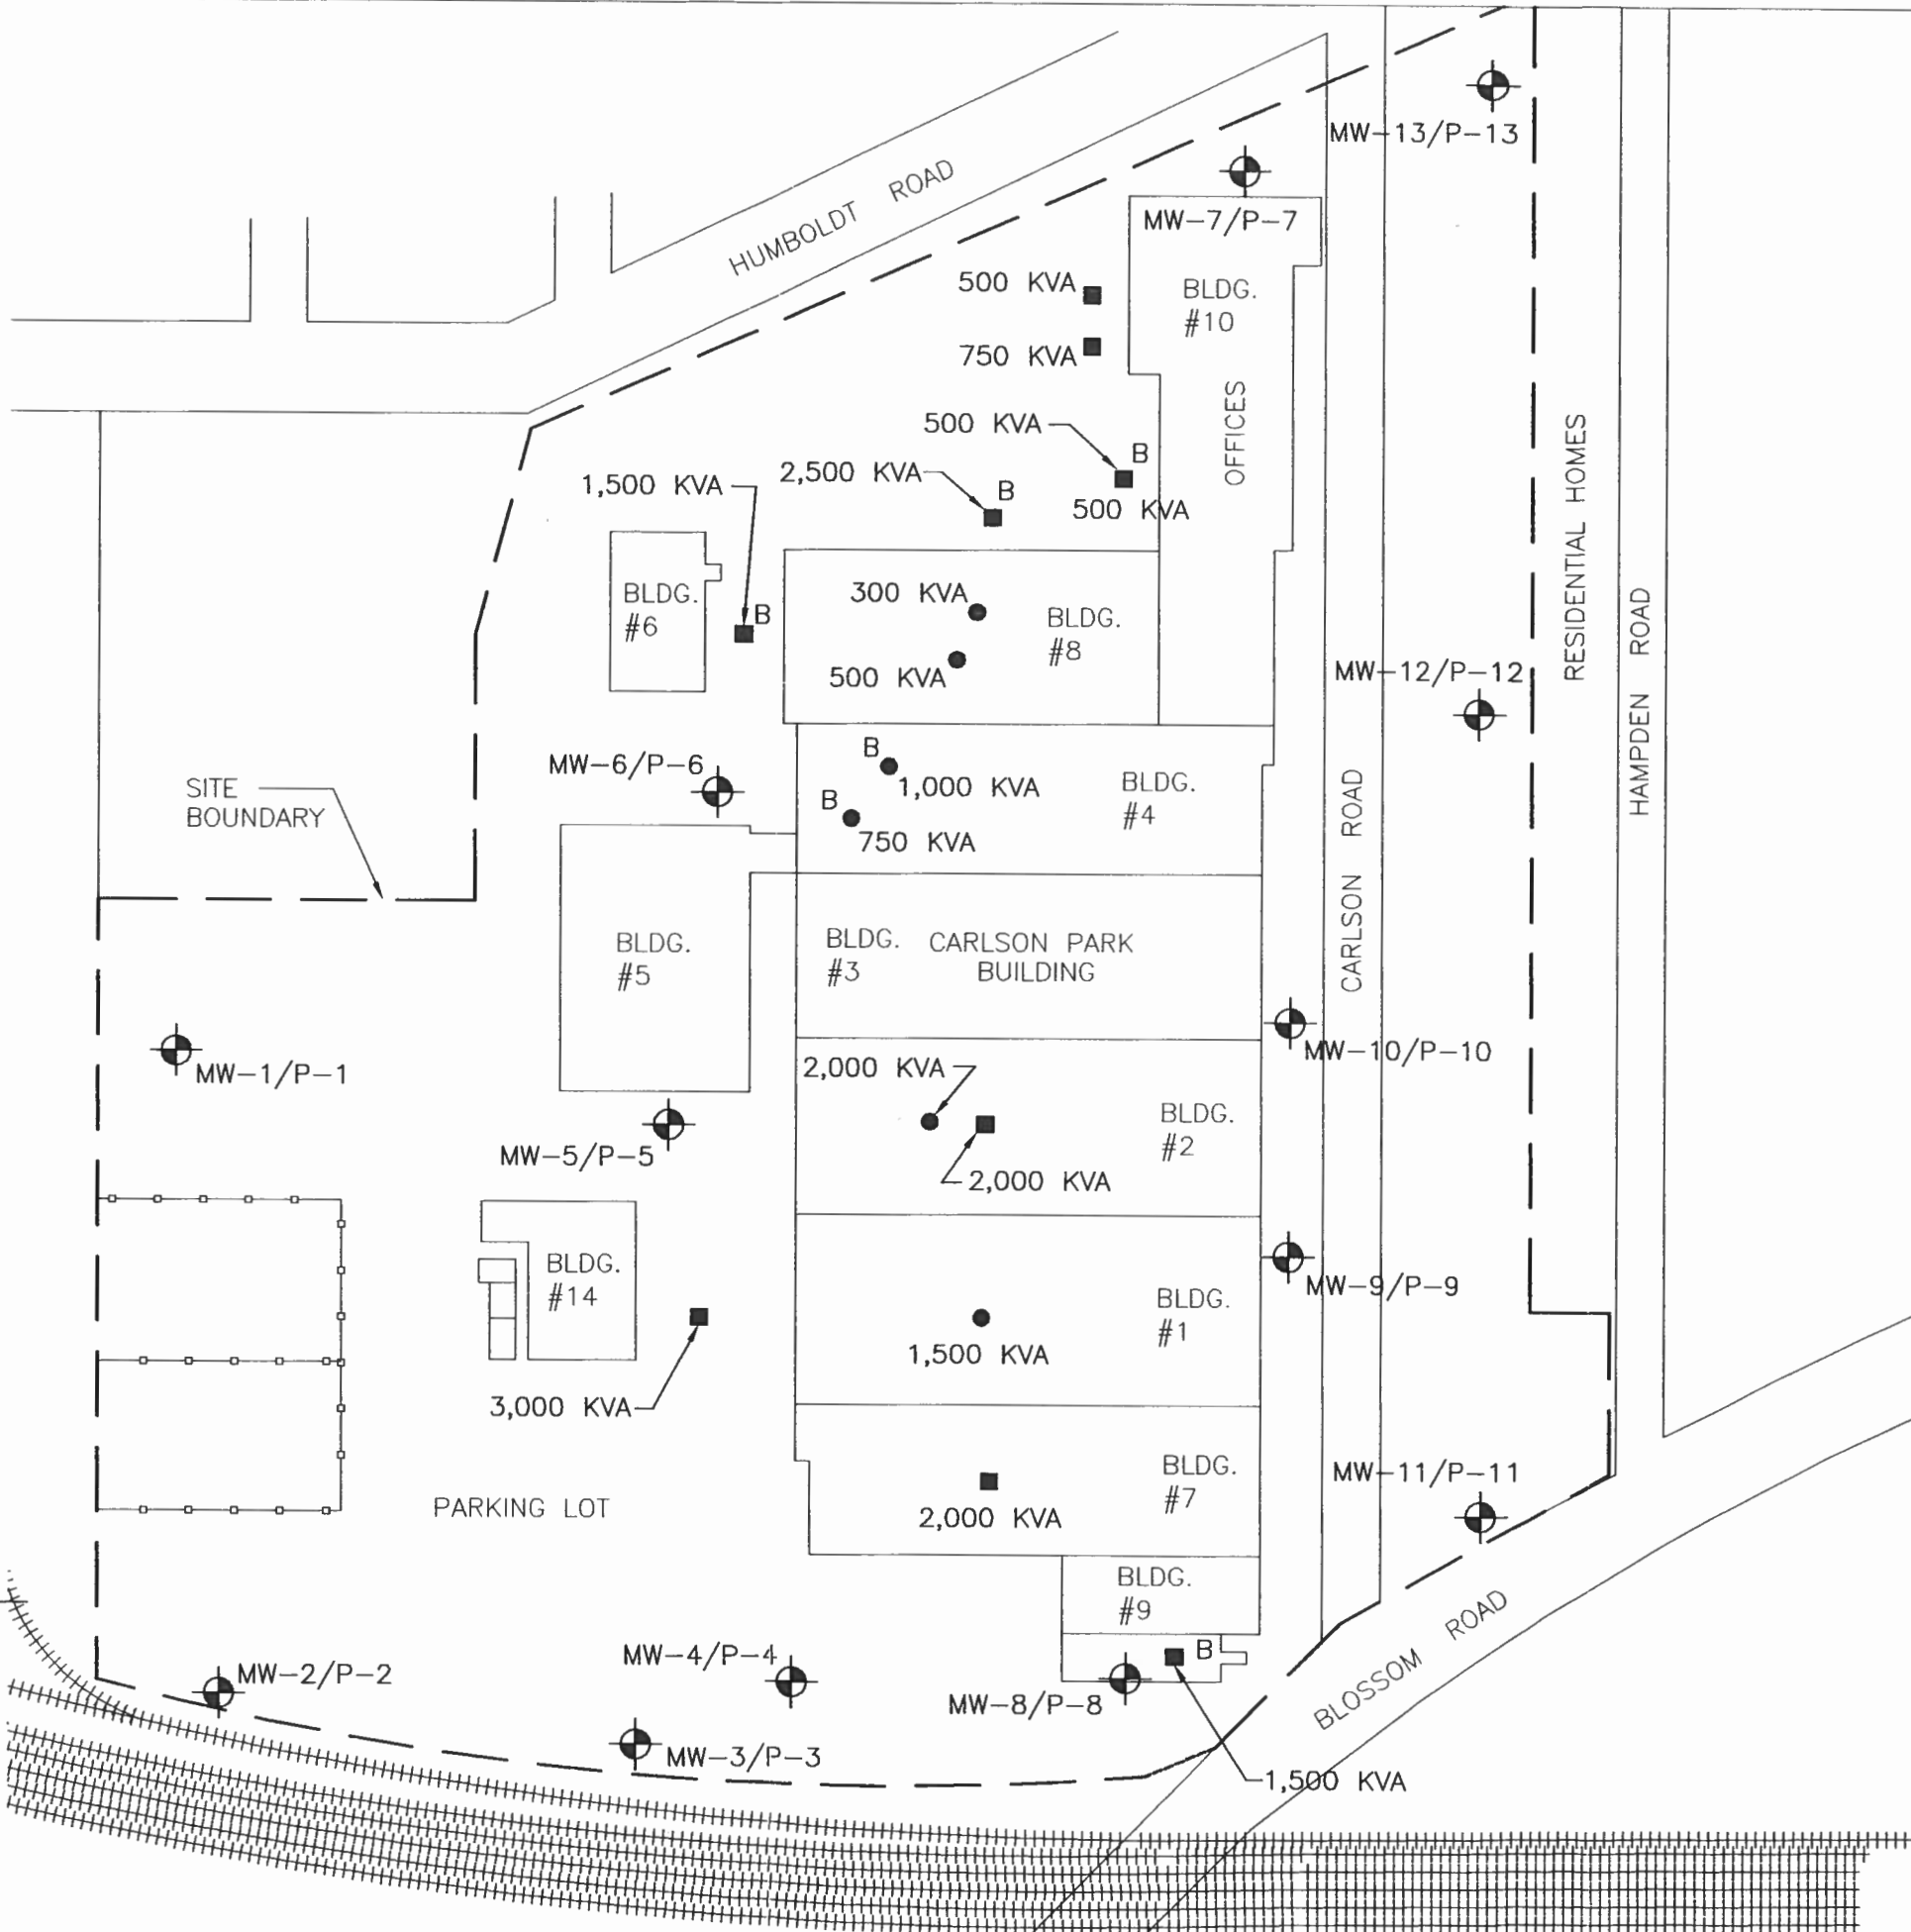 MW-13/P-13
HUMBOLDT ROAD
MW-7/P-7
500 KVA
BLDG.
#10
750 KVA
OFFICES
500 KVA
B
2,500 KVA
B
500 KVA
1,500 KVA
RESIDENTIAL HOMES
BLDG.
#6
B
300 KVA
BLDG.
#8
500 KVA
HAMPDEN ROAD
MW-12/P-12
MW-6/P-6
B
1,000 KVA
BLDG.
#4
SITE
BOUNDARY
B
750 KVA
CARLSON ROAD
BLDG.
#5
BLDG.
#3
CARLSON PARK
BUILDING
MW-10/P-10
MW-1/P-1
2,000 KVA
BLDG.
#2
MW-5/P-5
2,000 KVA
BLDG.
#14
MW-9/P-9
BLDG.
#1
1,500 KVA
3,000 KVA
BLDG.
#7
MW-11/P-11
PARKING LOT
2,000 KVA
BLDG.
#9
BLOSSOM ROAD
MW-2/P-2
MW-4/P-4
B
MW-8/P-8
MW-3/P-3
1,500 KVA